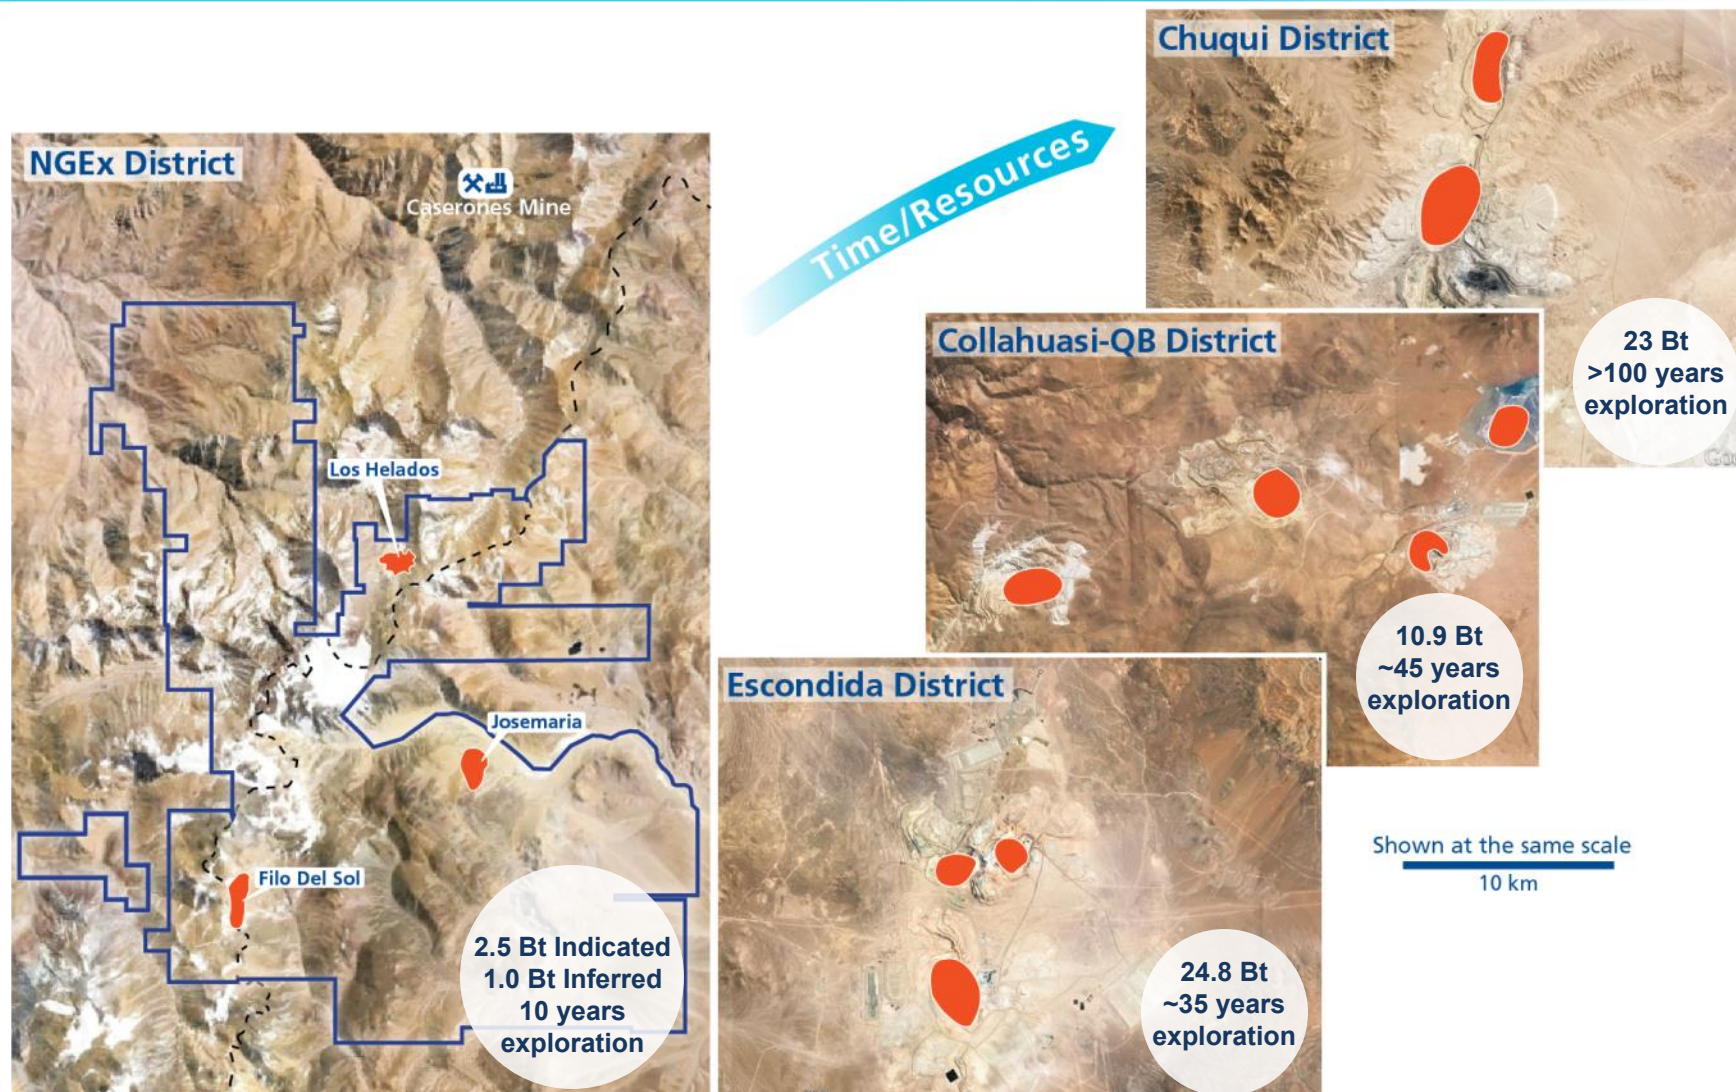 NGEx District
Caserones Mine
Los Helados
Josemaria
Filo Del Sol
2.5 Bt Indicated
1.0 Bt Inferred
10 years
exploration
Time/Resources
Chuqui District
23 Bt
>100 years
exploration
Collahuasi-QB District
10.9 Bt
~45 years
exploration
Escondida District
24.8 Bt
~35 years
exploration
Shown at the same scale
10 km